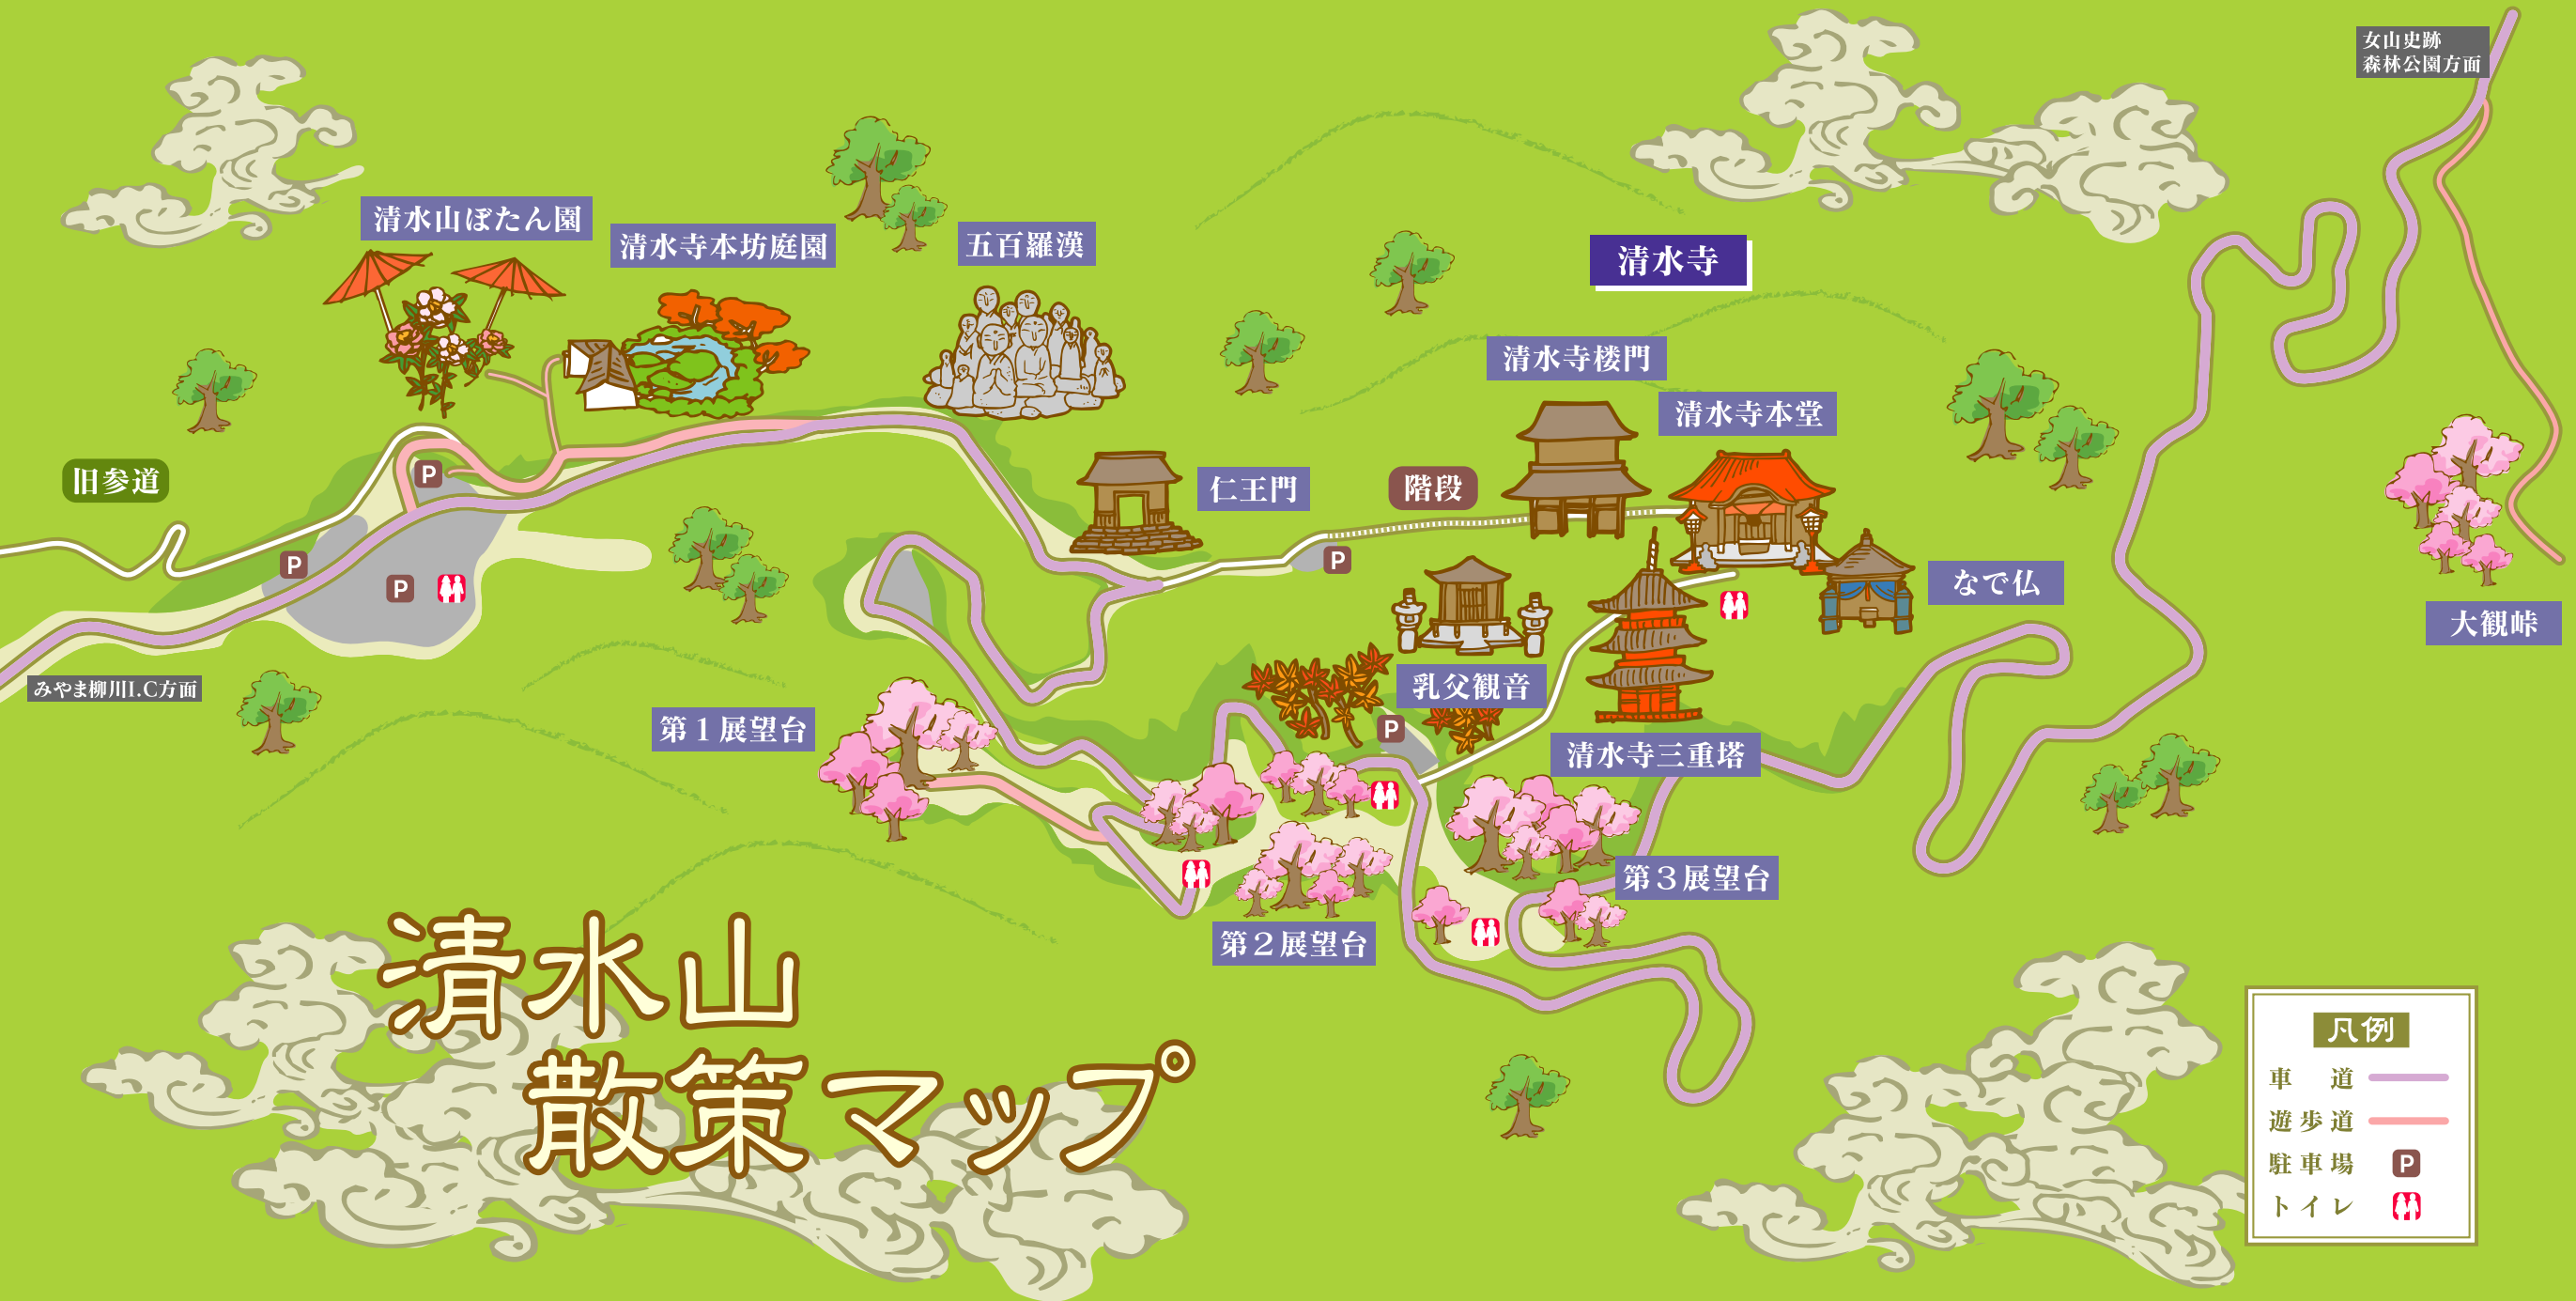 女山史跡
森林公園方面
清水山ぼたん園
清水寺本坊庭園
五百羅漢
清水寺
清水寺楼門
清水寺本堂
旧参道
P
仁王門
階段
P
P
P
なで仏
大観峠
みやま柳川I.C方面
乳父観音
第1展望台
P
清水寺三重塔
第3展望台
第2展望台
清水山
散策マップ
凡例
車 道
遊歩道
駐車場 P
トイレ